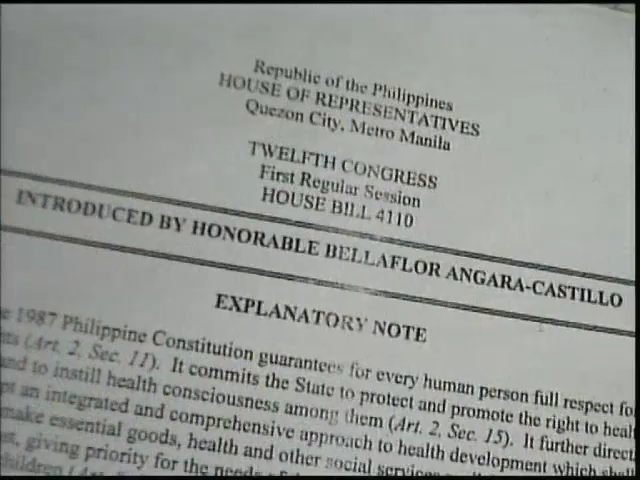 Republic of the Philippines
HOUSE OF REPRESENTATIVES
Quezon City, Metro Manila
TWELFTH CONGRESS
First Regular Session
HOUSE BILL 4110
INTRODUCED BY HONORABLE BELLAFLOR ANGARA-CASTILLO
EXPLANATORY NOTE
1987 Philippine Constitution guarantees for every human person full respect for
(Art. 2, Sec. 11). It commits the State to protect and promote the right to
and to instill health consciousness among them (Art. 2, Sec. 15). It further
an integrated and comprehensive approach to health development which
make essential goods, health and other social services
giving priority for the needs of